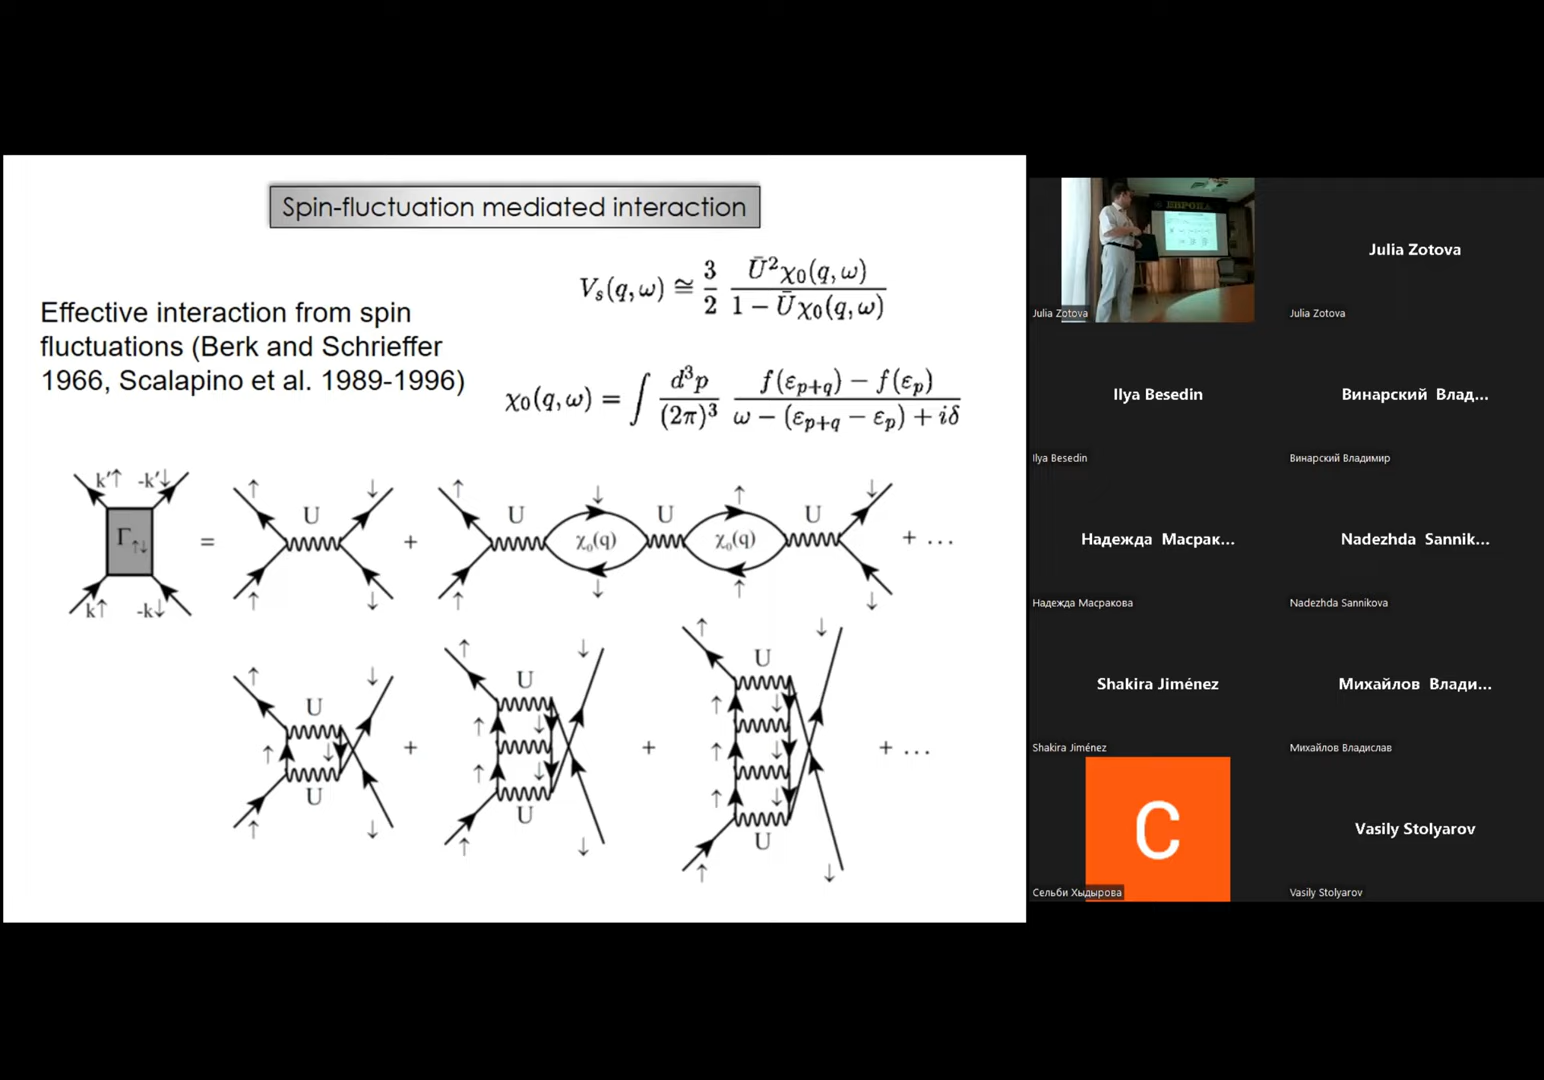 Spin-fluctuation mediated interaction
V_s(q,ω) ≅ 3/2 Ū²χ₀(q,ω) / 1 − Ūχ₀(q,ω)
Effective interaction from spin
fluctuations (Berk and Schrieffer
1966, Scalapino et al. 1989-1996)
χ₀(q,ω) = ∫ d³p/(2π)³ f(ε_{p+q}) − f(ε_p) / ω − (ε_{p+q} − ε_p) + iδ
k′↑ -k′↓
Γ↑↓
k↑ -k↓
=
↑ ↓
U
↑ ↓
+
↑ ↓ ↑ ↓
U χ₀(q) U χ₀(q) U
↑ ↓ ↑ ↓
+ ...
↑ ↓
U
↑ ↓
U
↑ ↓
+
↑ ↓
U
↑ ↓
↑ ↓
U
↑ ↓
+
↑ ↓
U
↑ ↓
↑ ↓
↑ ↓
U
↑ ↓
+ ...
ЕВРОПА
Julia Zotova
Julia Zotova
Julia Zotova
Ilya Besedin
Винарский Влад...
Ilya Besedin
Винарский Владимир
Надежда Масрак...
Nadezhda Sannik...
Надежда Масракова
Nadezhda Sannikova
Shakira Jiménez
Михайлов Влади...
Shakira Jiménez
Михайлов Владислав
С
Vasily Stolyarov
Сельби Хыдырова
Vasily Stolyarov